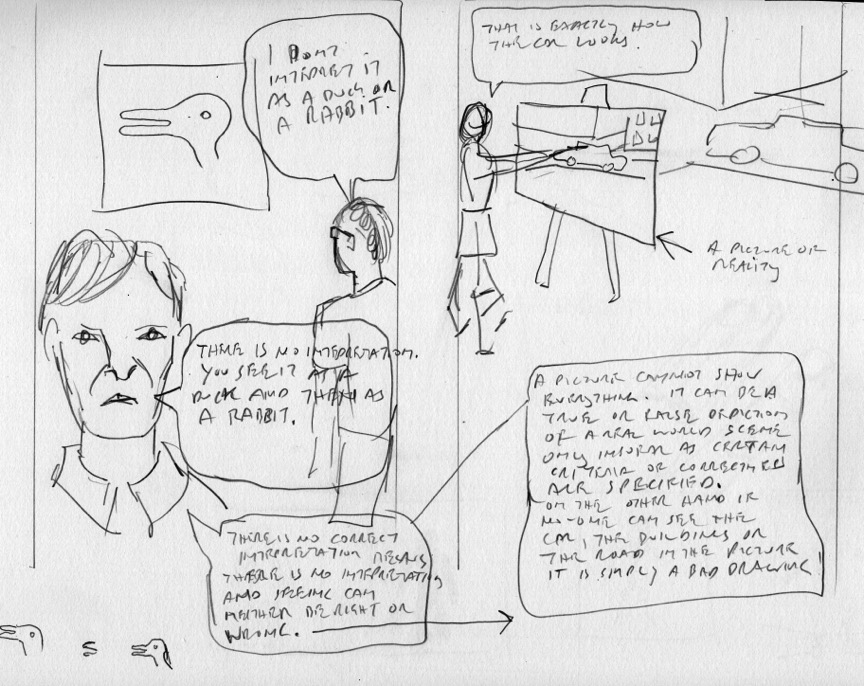 I DONT
INTERPRET IT
AS A DUCK OR
A RABBIT.
THERE IS NO INTERPRETATION.
YOU SEE IT AS A
DUCK AND THEN AS
A RABBIT.
THERE IS NO CORRECT
INTERPRETATION MEANS
THERE IS NO INTEPRETATION
AND SEEING CAN
NEITHER BE RIGHT OR
WRONG.
THAT IS EXACTLY HOW
THE CAR LOOKS.
A PICTURE OF
REALITY
A PICTURE CANNOT SHOW
EVERYTHING. IT CAN BE A
TRUE OR FALSE DEPICTION
OF A REAL WORLD SCENE
ONLY INSOFAR AS CERTAIN
CRITERIA OF CORRECTNESS
ARE SPECIFIED.
ON THE OTHER HAND IF
NO-ONE CAN SEE THE
CAR, THE BUILDINGS OR
THE ROAD IN THE PICTURE
IT IS SIMPLY A BAD DRAWING